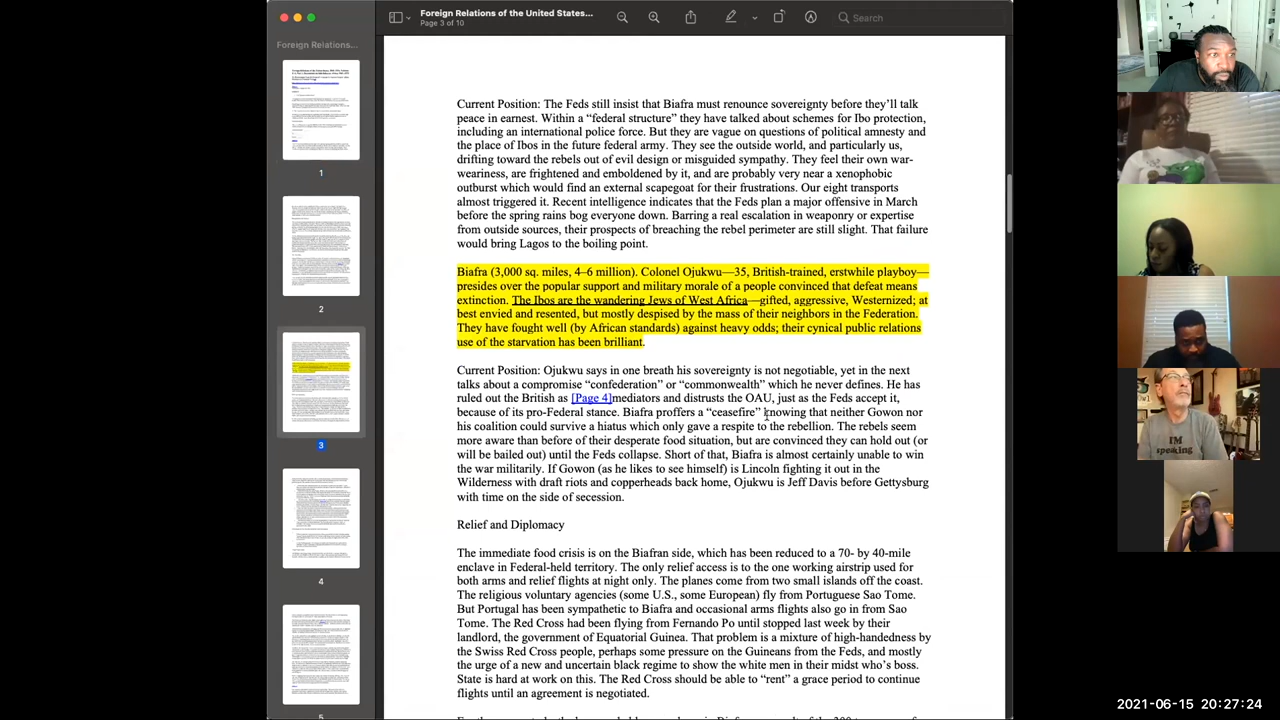 Foreign Relations of the United States...
Page 3 of 10
Search
Foreign Relations...
1
2
3
4
5
Current Position: The Feds insist that Biafra must give up sovereignty before they'll talk
peace in earnest. Within a "federal structure" they have set out schemes for Ibo protection,
including an international police force. But they are vague on questions of political amnesty and
the place of Ibos in the future federal army. They see the outside world, and particularly us,
drifting toward the rebels out of evil design or misguided sympathy. They feel their own war-
weariness, are frightened and emboldened by it, and are probably very near a xenophobic
outburst which would find an external scapegoat for their frustrations. Our eight transports
almost triggered it. Recent intelligence indicates that the Feds plan a major offensive in March
before the spring rains tie everyone down. Barring a major escalation in weaponry or expertise
from outside sources, their prospects of breaking the rebel perimeter are still slight. That failure
would bring Lagos to the boiling point.
Biafra (3000 sq. miles; 5–6 million). Colonel Ojukwu—30ish, British-trained, erstwhile playboy—
presides over the popular support and military morale of a people convinced that defeat means
extinction. The Ibos are the wandering Jews of West Africa—gifted, aggressive, Westernized; at
best envied and resented, but mostly despised by the mass of their neighbors in the Federation.
They have fought well (by African standards) against heavy odds; their cynical public relations
use of the starvation has been brilliant.
Current Position: Ojukwu says in one breath his sovereignty is not negotiable, yet in the next
talks about a compromise confederation or commonwealth, which he never defines. He has
ruled out the British as [Page 4]mediators and distrusts the OAU just as the Feds accept it,
because of its pro-Federal stance. Biafra offers a "cease-fire" knowing that neither Gowon nor
his coalition could survive a hiatus which only gave a respite to the rebellion. The rebels seem
more aware than before of their desperate food situation, but are convinced they can hold out (or
will be bailed out) until the Feds collapse. Short of that, Biafra is almost certainly unable to win
the war militarily. If Gowon (as he likes to see himself) is Lincoln fighting it out in the
Wilderness with draft riots and copperheads back home, Ojukwu is Jeff Davis before Gettysburg
with France on the side of secession.
Relief and Diplomacy
The immediate food problem is the Biafran side, which is now reduced to a 70- by 40-mile
enclave in Federal-held territory. The only relief access is to the one working airstrip used for
both arms and relief flights at night only. The planes come from two small islands off the coast.
The religious voluntary agencies (some U.S., some European) fly from Portuguese Sao Tome.
But Portugal has been sympathetic to Biafra and occasional arms flights also go in from Sao
Tome. The Red Cross had been flying from Fernando Po but stopped last week by their
landlord, the government of Equatorial Guinea. That problem is a mixture of high-handedness by
the Swiss Red Cross people, perhaps some pressure or inducements from the Feds, and mostly
the urge of a new and inexperienced African government to show the white men in their midst who's boss.
State is hard at work on this. The Red Cross should be able to "rent" a grace period to continue
flights until an agreement is negotiated.
I'M
speaking
2021-06-15 20:27:24